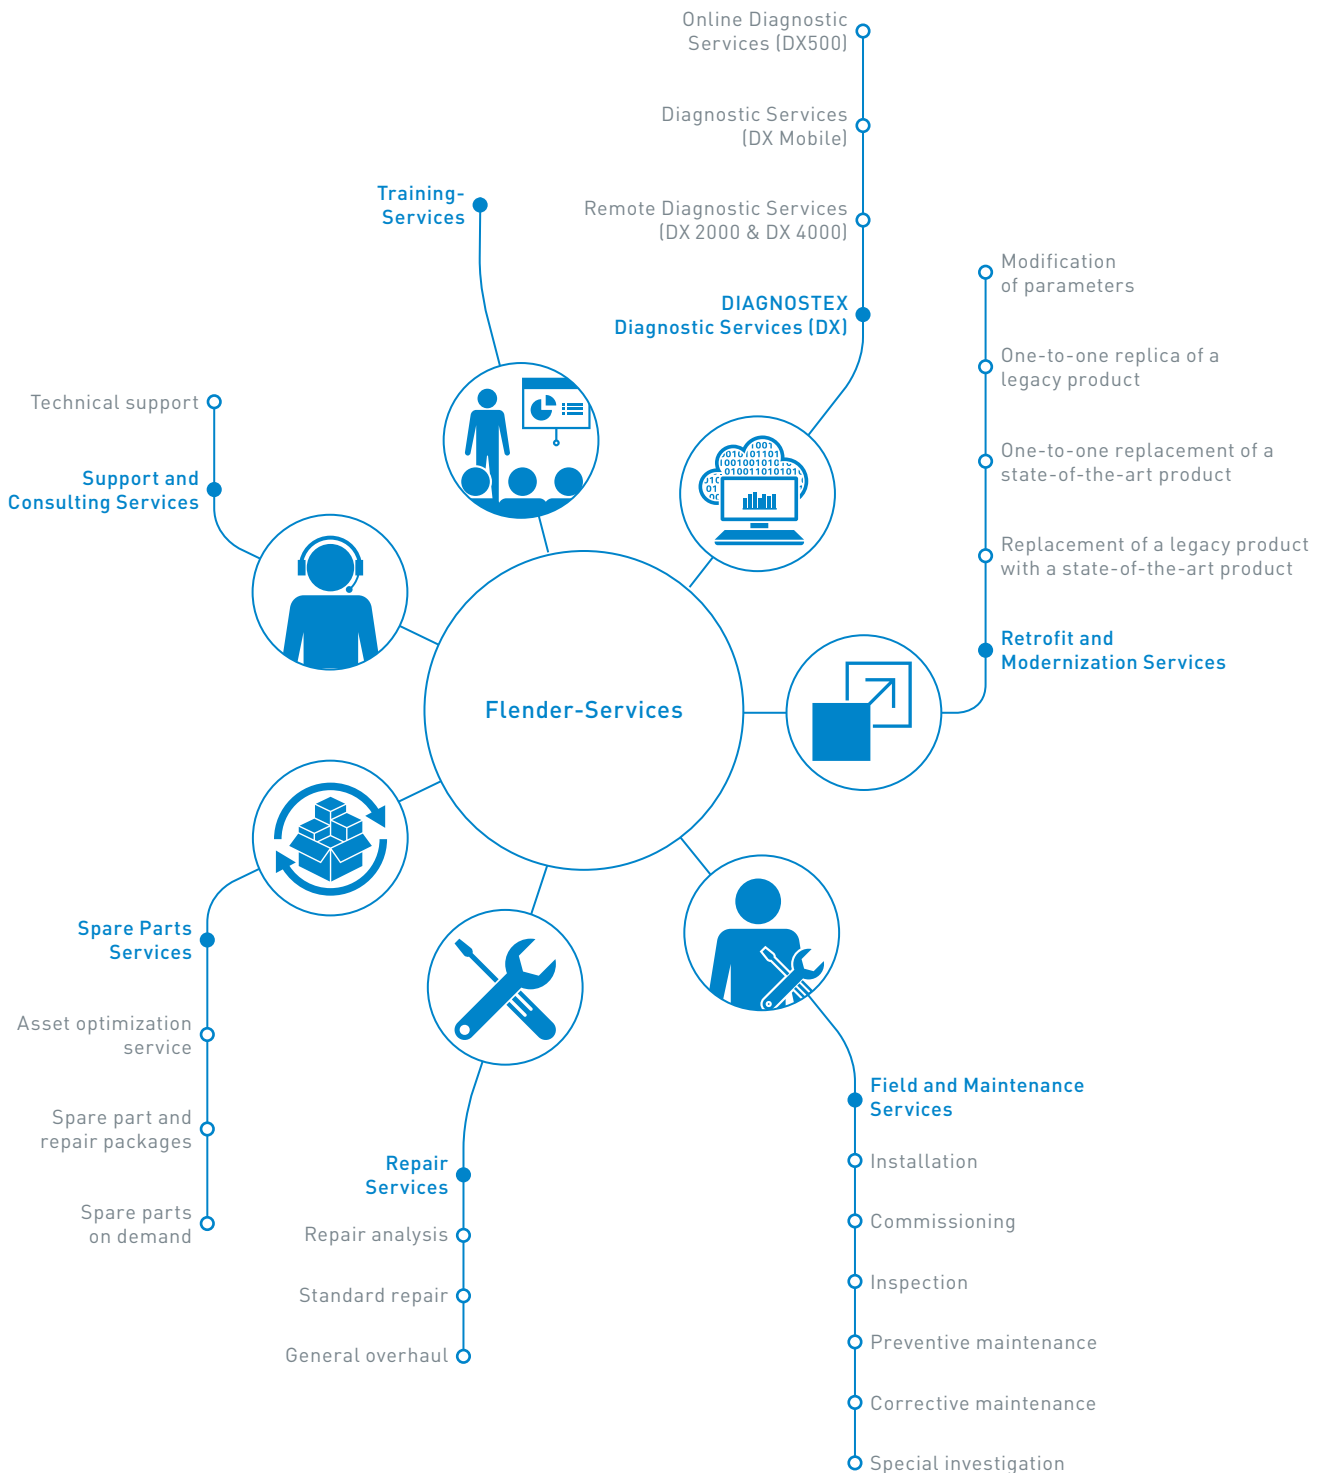 Online Diagnostic
Services (DX500)
Diagnostic Services
(DX Mobile)
Remote Diagnostic Services
(DX 2000 & DX 4000)
DIAGNOSTEX
Diagnostic Services (DX)
Training-
Services
Technical support
Support and
Consulting Services
Modification
of parameters
One-to-one replica of a
legacy product
One-to-one replacement of a
state-of-the-art product
Replacement of a legacy product
with a state-of-the-art product
Retrofit and
Modernization Services
Flender-Services
Spare Parts
Services
Asset optimization
service
Spare part and
repair packages
Spare parts
on demand
Repair
Services
Repair analysis
Standard repair
General overhaul
Field and Maintenance
Services
Installation
Commissioning
Inspection
Preventive maintenance
Corrective maintenance
Special investigation